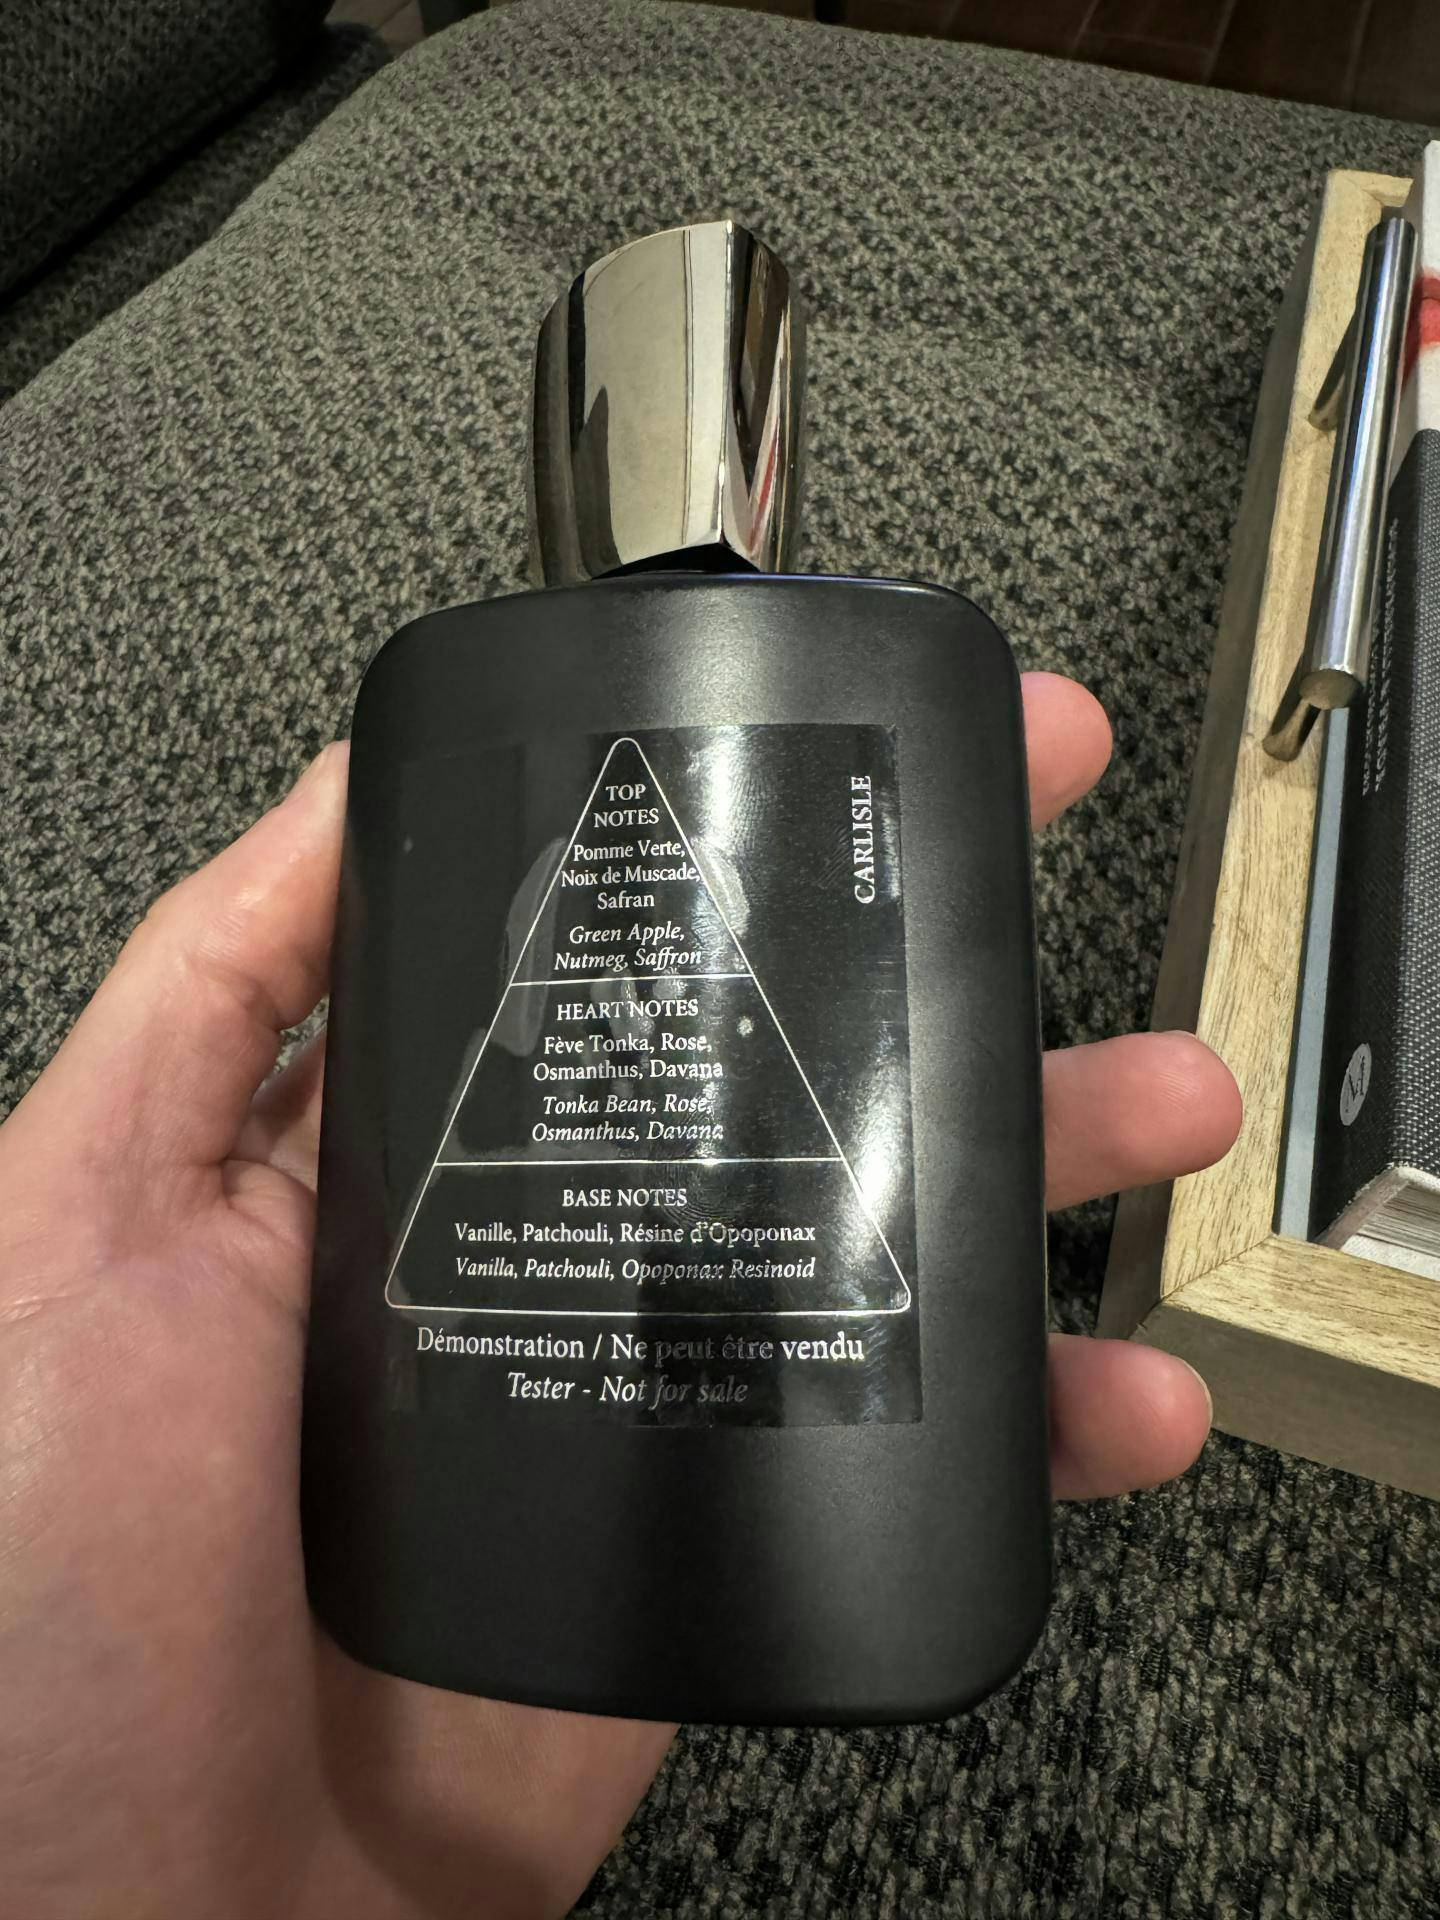 TOP
NOTES
Pomme Verte,
Noix de Muscade,
Safran
Green Apple,
Nutmeg, Saffron
HEART NOTES
Fève Tonka, Rose,
Osmanthus, Davana
Tonka Bean, Rose,
Osmanthus, Davana
BASE NOTES
Vanille, Patchouli, Résine d'Opoponax
Vanilla, Patchouli, Opoponax Resinoid
Démonstration / Ne peut être vendu
Tester - Not for sale
CARLISLE